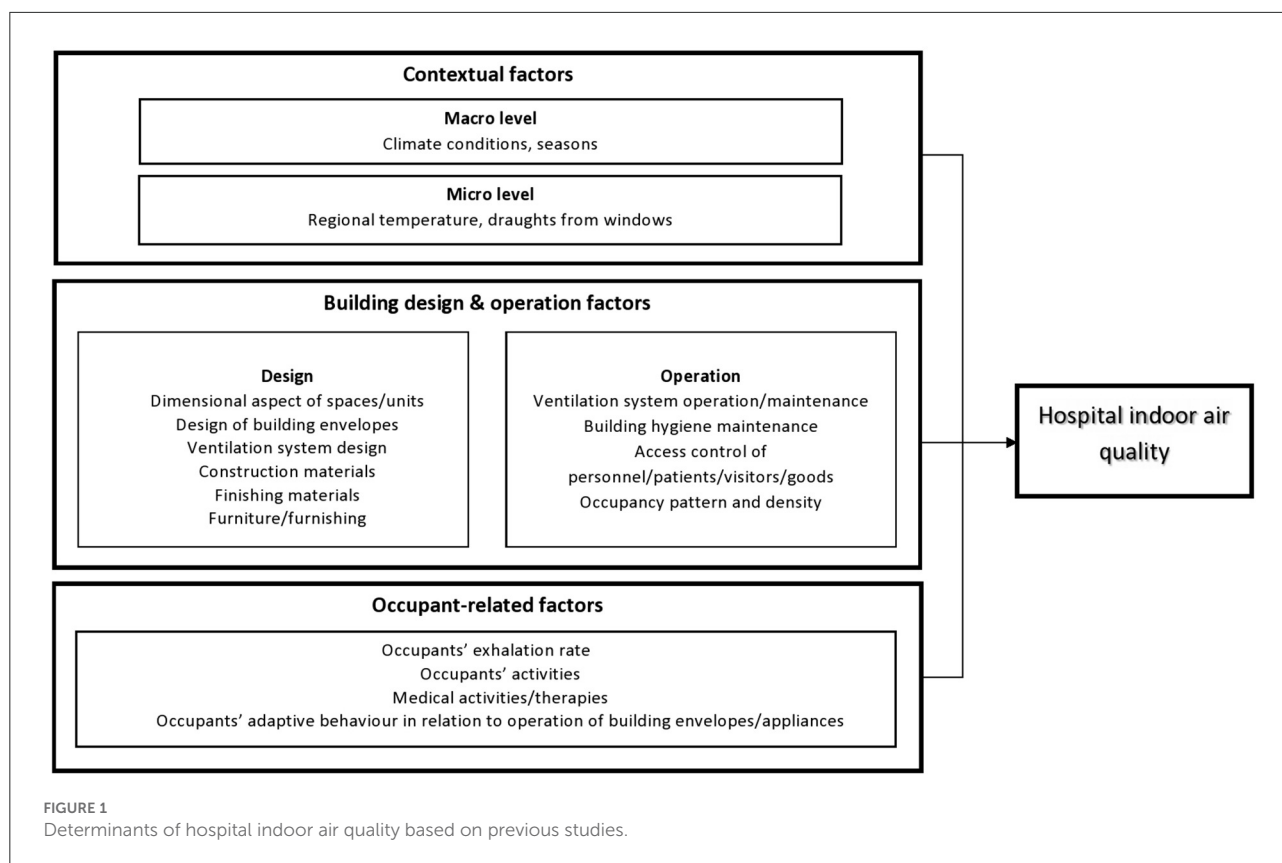 Contextual factors
Macro level
Climate conditions, seasons
Micro level
Regional temperature, draughts from windows
Building design & operation factors
Design
Dimensional aspect of spaces/units
Design of building envelopes
Ventilation system design
Construction materials
Finishing materials
Furniture/furnishing
Operation
Ventilation system operation/maintenance
Building hygiene maintenance
Access control of
personnel/patients/visitors/goods
Occupancy pattern and density
Occupant-related factors
Occupants' exhalation rate
Occupants' activities
Medical activities/therapies
Occupants' adaptive behaviour in relation to operation of building envelopes/appliances
Hospital indoor air
quality
FIGURE 1
Determinants of hospital indoor air quality based on previous studies.